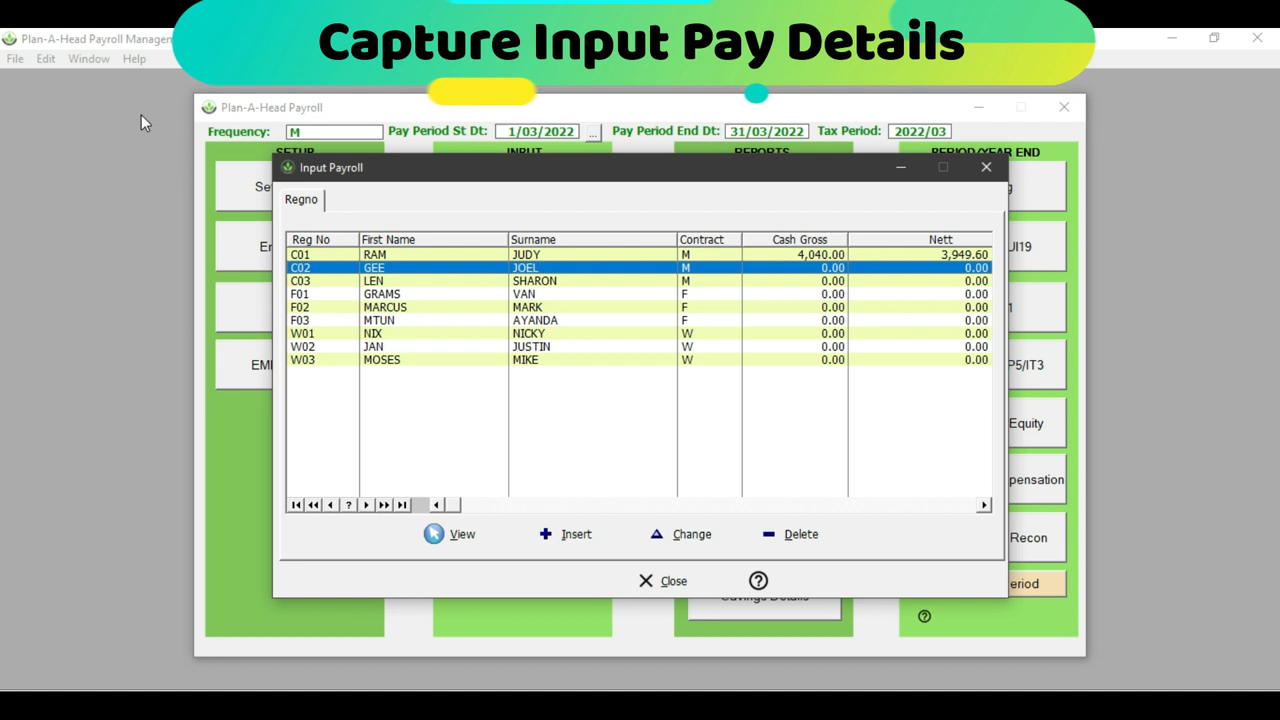 Capture Input Pay Details
Plan-A-Head Payroll Managem
File Edit Window Help
Plan-A-Head Payroll
Frequency: M Pay Period St Dt: 1/03/2022 ... Pay Period End Dt: 31/03/2022 Tax Period: 2022/03
SETUP INPUT REPORTS PERIOD/YEAR END
Input Payroll
Regno
Reg No First Name Surname Contract Cash Gross Nett
C01 RAM JUDY M 4,040.00 3,949.60
C02 GEE JOEL M 0.00 0.00
C03 LEN SHARON M 0.00 0.00
F01 GRAMS VAN F 0.00 0.00
F02 MARCUS MARK F 0.00 0.00
F03 MTUN AYANDA F 0.00 0.00
W01 NIX NICKY W 0.00 0.00
W02 JAN JUSTIN W 0.00 0.00
W03 MOSES MIKE W 0.00 0.00
View Insert Change Delete
Close
Se
g
En
UI19
1
EM
P5/IT3
Equity
pensation
Recon
eriod
Savings Details